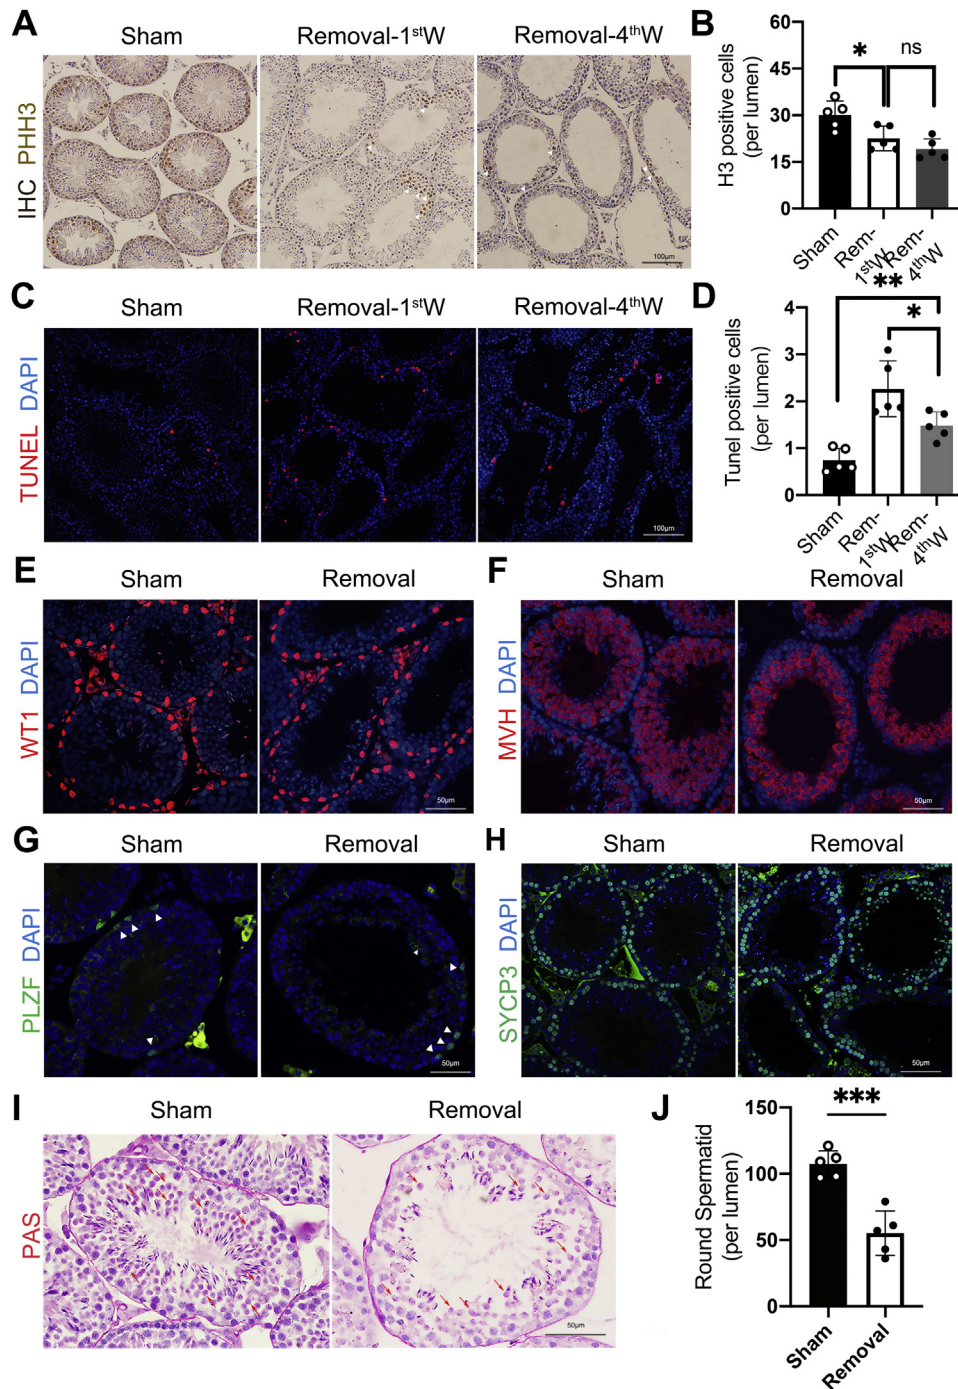 A
Sham
Removal-1stW
Removal-4thW
IHC PHH3
100μm
B
H3 positive cells
(per lumen)
60
45
30
15
0
*
ns
Sham
Rem-
1stW
Rem-
4thW
C
Sham
Removal-1stW
Removal-4thW
TUNEL DAPI
100μm
D
Tunel positive cells
(per lumen)
4
3
2
1
0
**
*
Sham
Rem-
1stW
Rem-
4thW
E
Sham
Removal
WT1 DAPI
50μm
F
Sham
Removal
MVH DAPI
50μm
G
Sham
Removal
PLZF DAPI
50μm
H
Sham
Removal
SYCP3 DAPI
50μm
I
Sham
Removal
PAS
50μm
J
Round Spermatid
(per lumen)
150
100
50
0
***
Sham
Removal